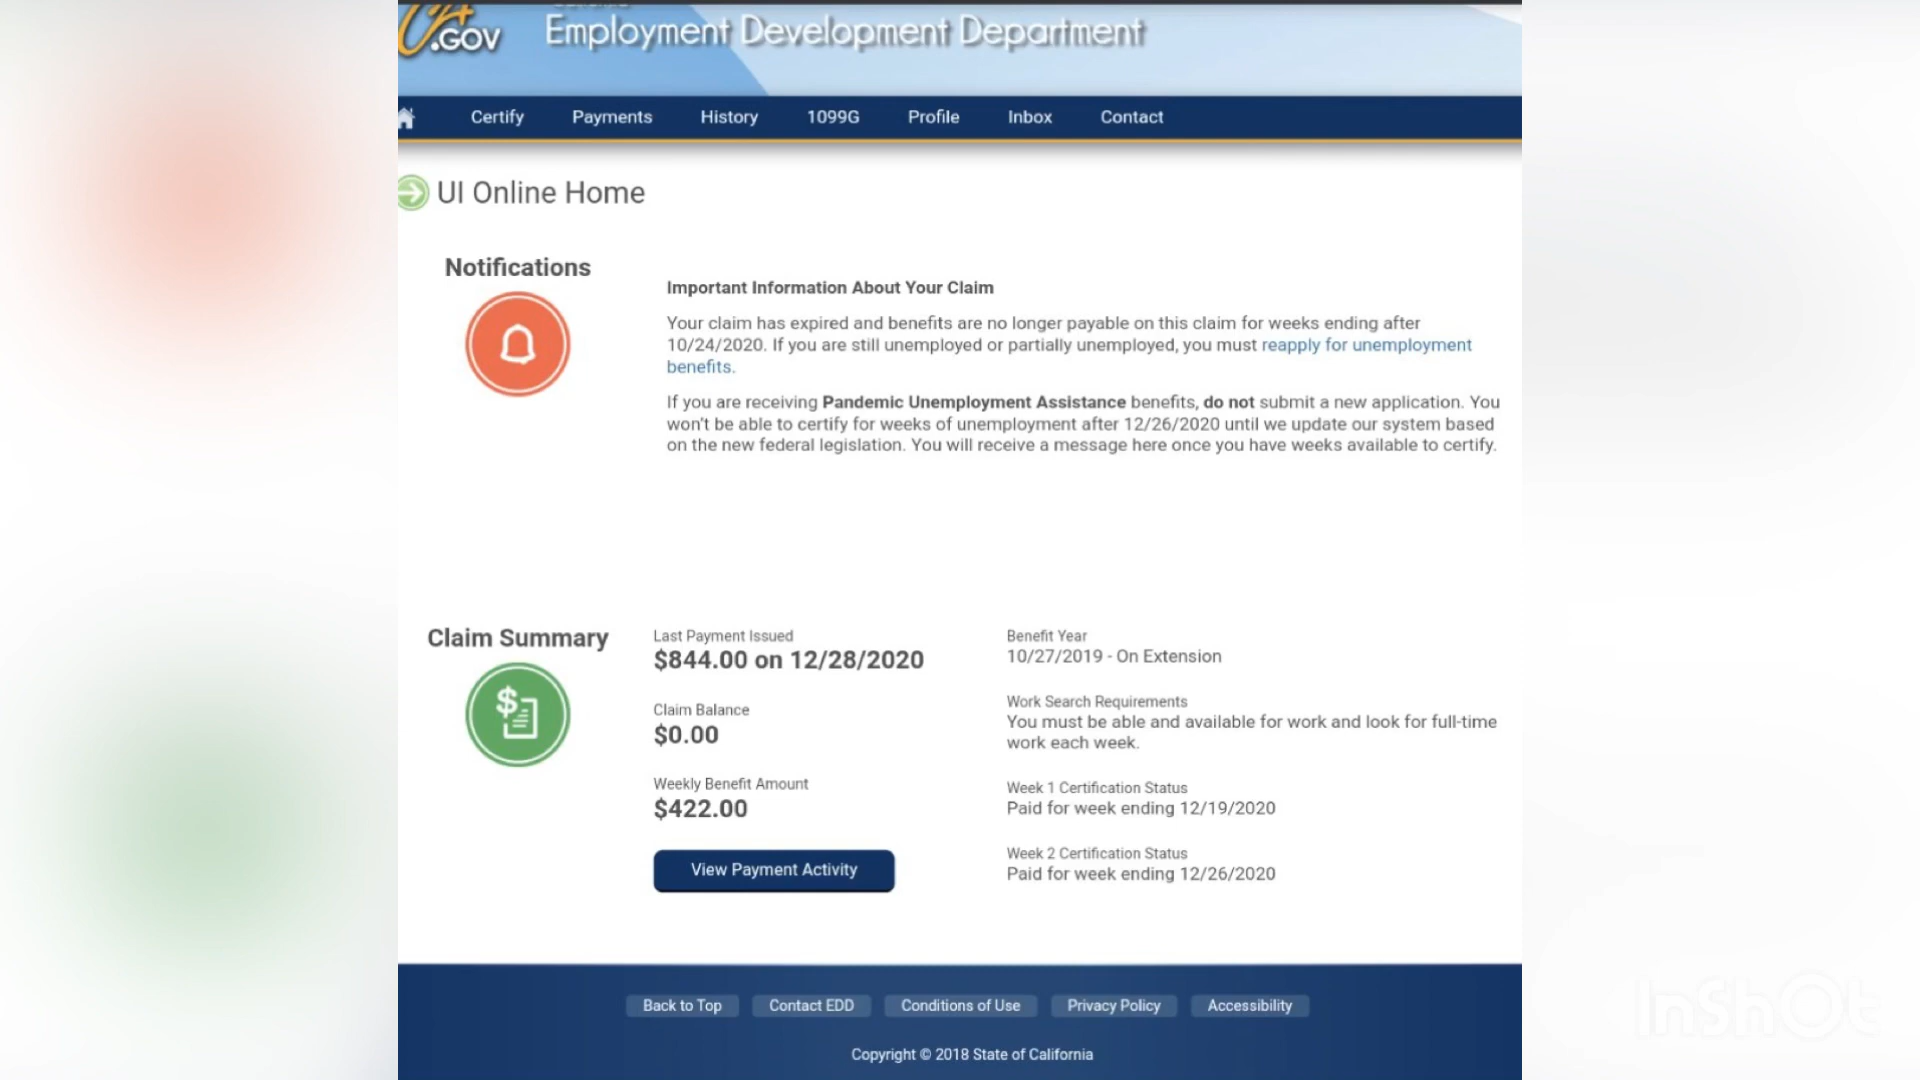 CA
.GOV
Employment Development Department
Certify Payments History 1099G Profile Inbox Contact
UI Online Home
Notifications
Important Information About Your Claim
Your claim has expired and benefits are no longer payable on this claim for weeks ending after
10/24/2020. If you are still unemployed or partially unemployed, you must reapply for unemployment
benefits.
If you are receiving Pandemic Unemployment Assistance benefits, do not submit a new application. You
won't be able to certify for weeks of unemployment after 12/26/2020 until we update our system based
on the new federal legislation. You will receive a message here once you have weeks available to certify.
Claim Summary
Last Payment Issued
$844.00 on 12/28/2020
Claim Balance
$0.00
Weekly Benefit Amount
$422.00
View Payment Activity
Benefit Year
10/27/2019 - On Extension
Work Search Requirements
You must be able and available for work and look for full-time
work each week.
Week 1 Certification Status
Paid for week ending 12/19/2020
Week 2 Certification Status
Paid for week ending 12/26/2020
Back to Top Contact EDD Conditions of Use Privacy Policy Accessibility
Copyright © 2018 State of California
InShOt